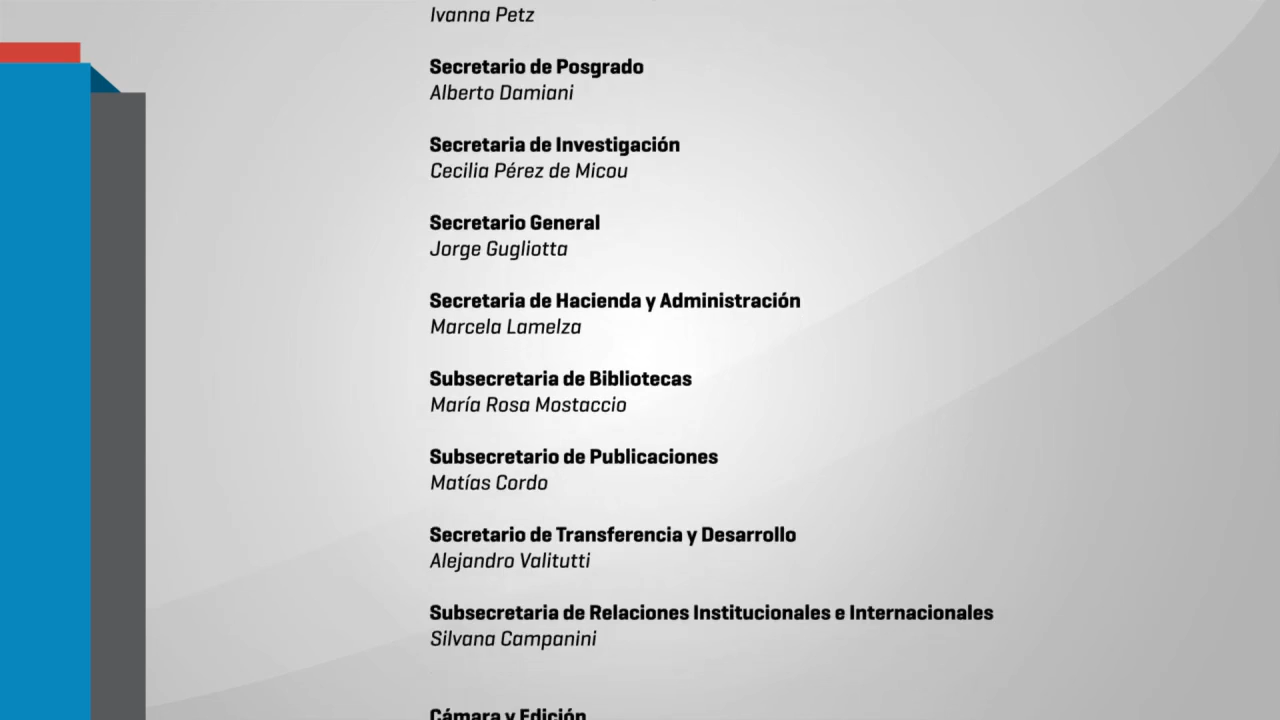 Ivanna Petz
Secretario de Posgrado
Alberto Damiani
Secretaria de Investigación
Cecilia Pérez de Micou
Secretario General
Jorge Gugliotta
Secretaria de Hacienda y Administración
Marcela Lamelza
Subsecretaria de Bibliotecas
María Rosa Mostaccio
Subsecretario de Publicaciones
Matías Cordo
Secretario de Transferencia y Desarrollo
Alejandro Valitutti
Subsecretaria de Relaciones Institucionales e Internacionales
Silvana Campanini
Cámara y Edición